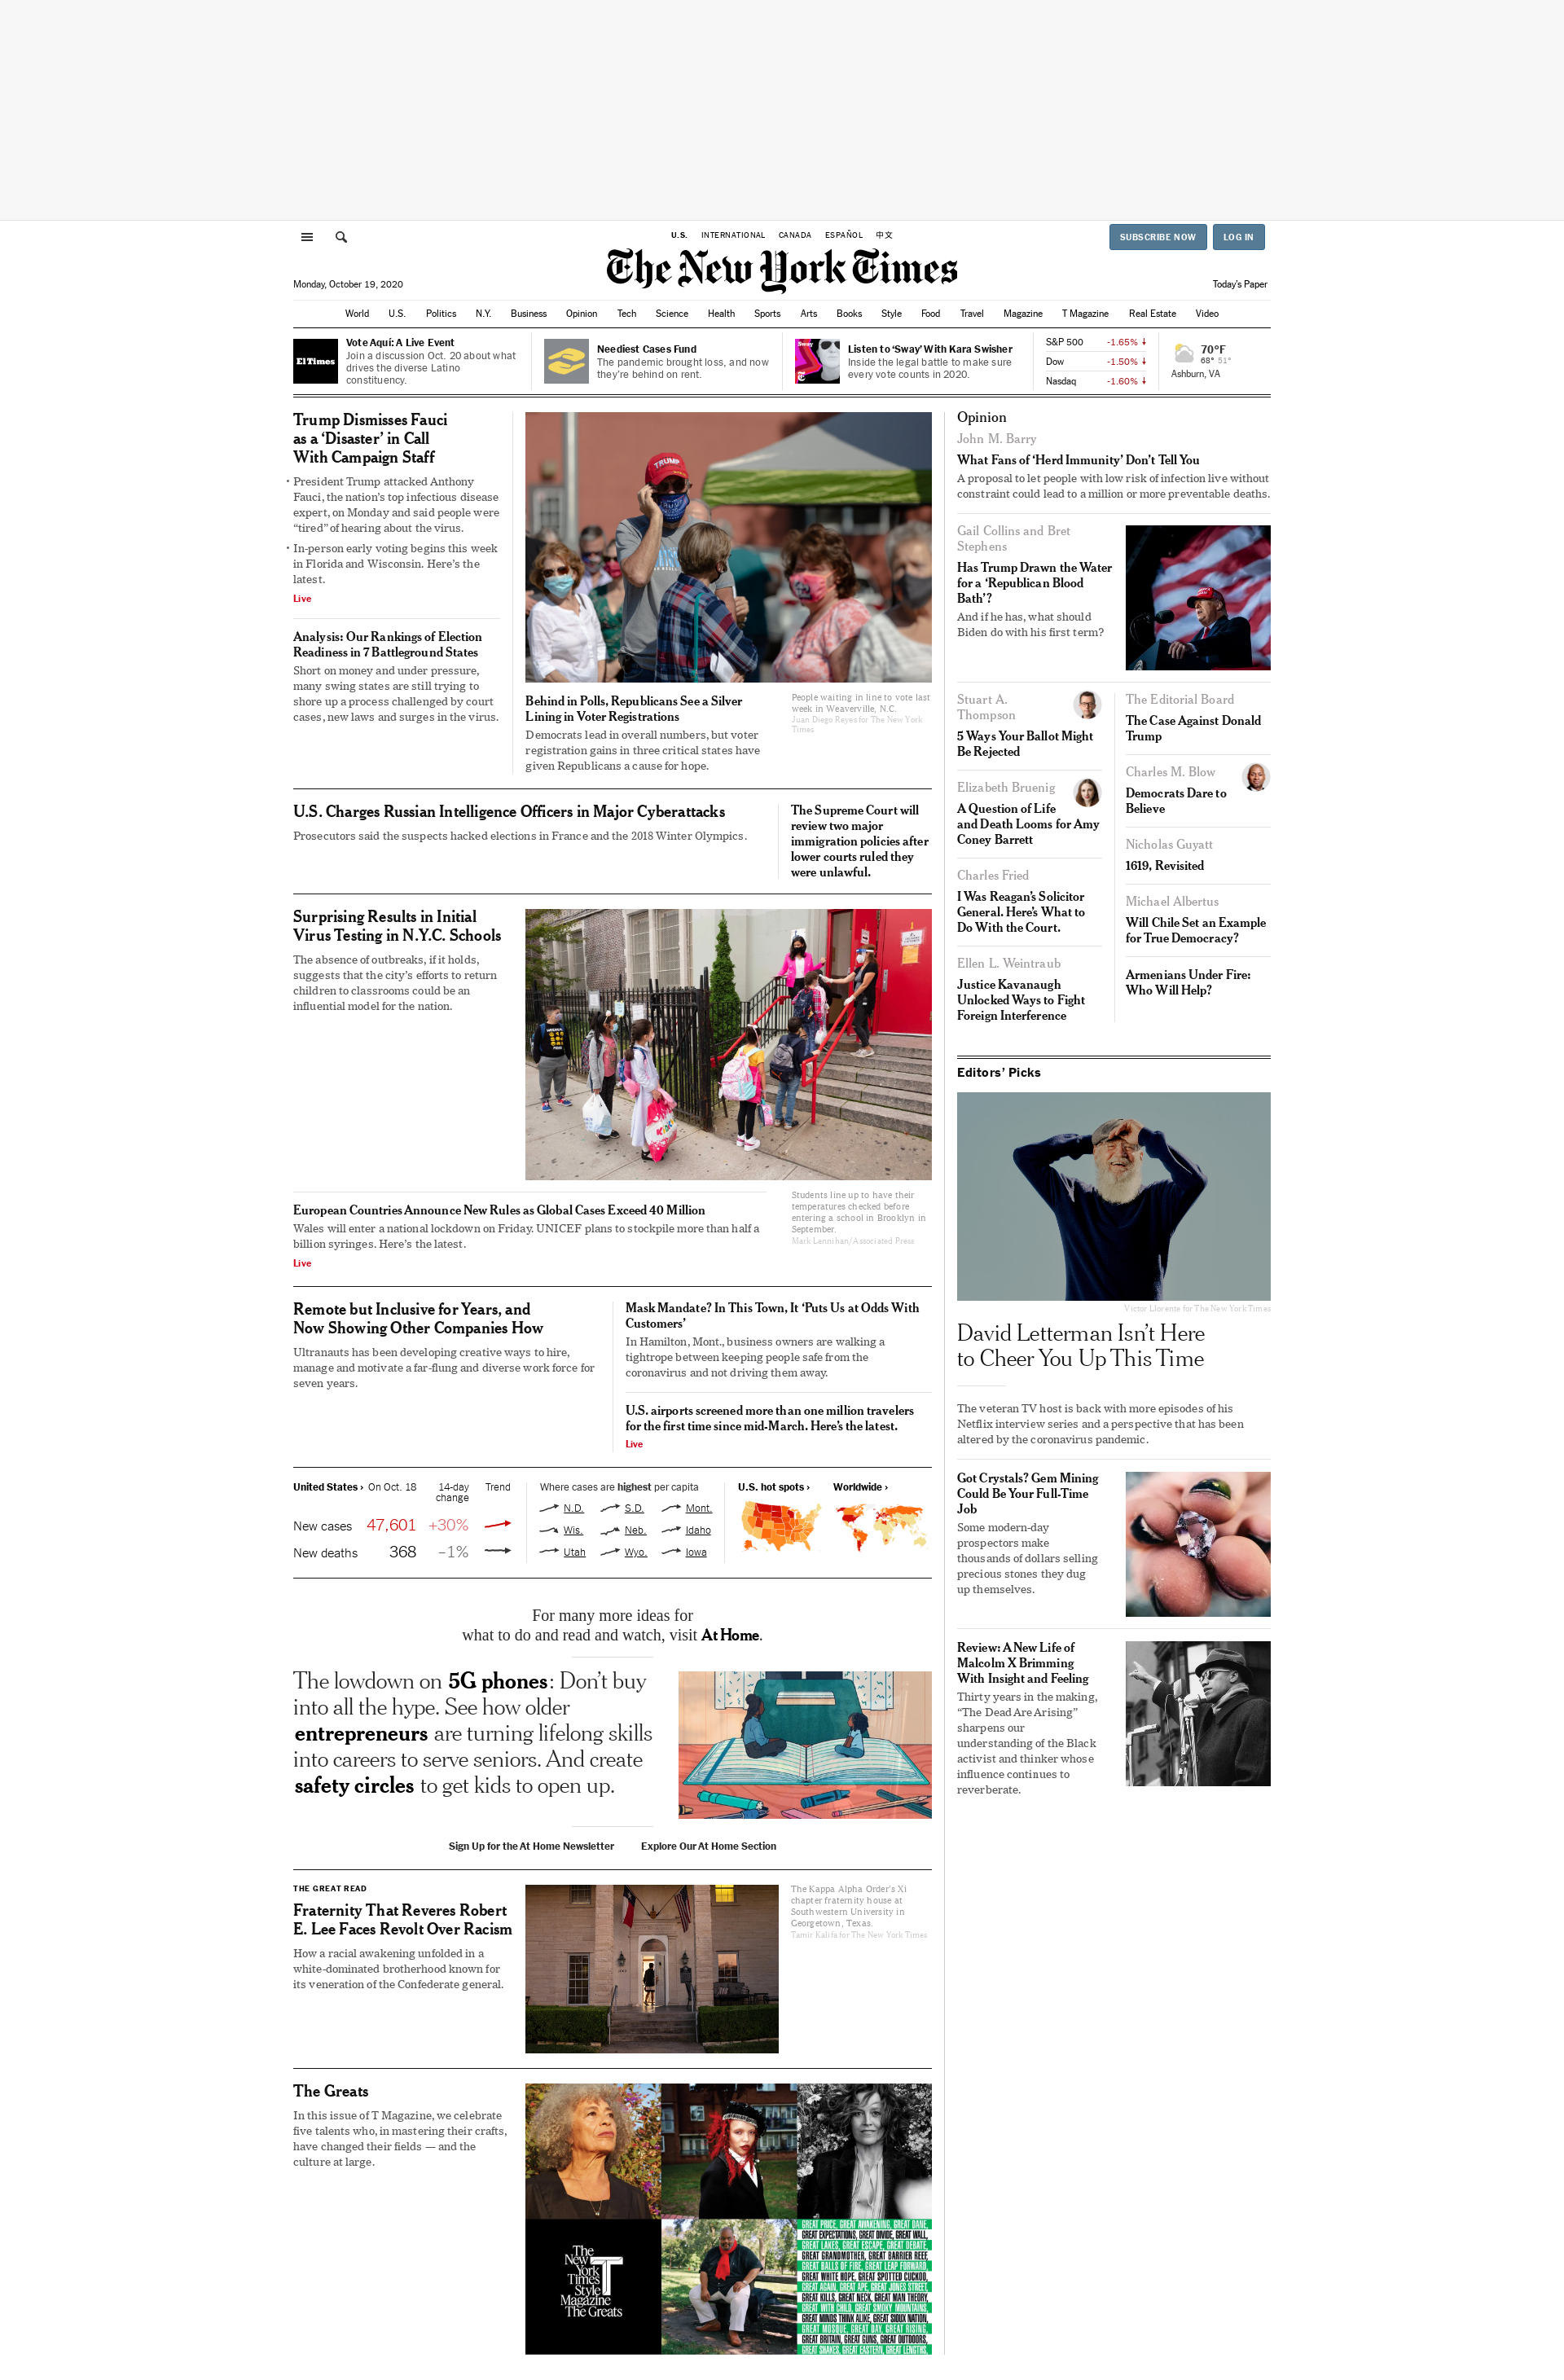 U.S. INTERNATIONAL CANADA ESPAÑOL 中文
SUBSCRIBE NOW LOG IN
The New York Times
Monday, October 19, 2020
Today's Paper
World U.S. Politics N.Y. Business Opinion Tech Science Health Sports Arts Books Style Food Travel Magazine T Magazine Real Estate Video
El Times
Vote Aquí: A Live Event
Join a discussion Oct. 20 about what
drives the diverse Latino
constituency.
Neediest Cases Fund
The pandemic brought loss, and now
they're behind on rent.
Sway
Listen to ‘Sway’ With Kara Swisher
Inside the legal battle to make sure
every vote counts in 2020.
S&P 500 -1.65%
Dow -1.50%
Nasdaq -1.60%
70°F
68° 51°
Ashburn, VA
Trump Dismisses Fauci
as a ‘Disaster’ in Call
With Campaign Staff
• President Trump attacked Anthony
Fauci, the nation’s top infectious disease
expert, on Monday and said people were
“tired” of hearing about the virus.
• In-person early voting begins this week
in Florida and Wisconsin. Here’s the
latest.
Live
Analysis: Our Rankings of Election
Readiness in 7 Battleground States
Short on money and under pressure,
many swing states are still trying to
shore up a process challenged by court
cases, new laws and surges in the virus.
TRUMP
Behind in Polls, Republicans See a Silver
Lining in Voter Registrations
Democrats lead in overall numbers, but voter
registration gains in three critical states have
given Republicans a cause for hope.
People waiting in line to vote last
week in Weaverville, N.C.
Juan Diego Reyes for The New York
Times
U.S. Charges Russian Intelligence Officers in Major Cyberattacks
Prosecutors said the suspects hacked elections in France and the 2018 Winter Olympics.
The Supreme Court will
review two major
immigration policies after
lower courts ruled they
were unlawful.
Surprising Results in Initial
Virus Testing in N.Y.C. Schools
The absence of outbreaks, if it holds,
suggests that the city’s efforts to return
children to classrooms could be an
influential model for the nation.
European Countries Announce New Rules as Global Cases Exceed 40 Million
Wales will enter a national lockdown on Friday. UNICEF plans to stockpile more than half a
billion syringes. Here’s the latest.
Live
Students line up to have their
temperatures checked before
entering a school in Brooklyn in
September.
Mark Lennihan/Associated Press
Remote but Inclusive for Years, and
Now Showing Other Companies How
Ultranauts has been developing creative ways to hire,
manage and motivate a far-flung and diverse work force for
seven years.
Mask Mandate? In This Town, It ‘Puts Us at Odds With
Customers’
In Hamilton, Mont., business owners are walking a
tightrope between keeping people safe from the
coronavirus and not driving them away.
U.S. airports screened more than one million travelers
for the first time since mid-March. Here’s the latest.
Live
United States › On Oct. 18 14-day
change Trend
New cases 47,601 +30%
New deaths 368 –1%
Where cases are highest per capita
N.D. S.D. Mont.
Wis. Neb. Idaho
Utah Wyo. Iowa
U.S. hot spots › Worldwide ›
For many more ideas for
what to do and read and watch, visit At Home.
The lowdown on 5G phones: Don’t buy
into all the hype. See how older
entrepreneurs are turning lifelong skills
into careers to serve seniors. And create
safety circles to get kids to open up.
Sign Up for the At Home Newsletter Explore Our At Home Section
THE GREAT READ
Fraternity That Reveres Robert
E. Lee Faces Revolt Over Racism
How a racial awakening unfolded in a
white-dominated brotherhood known for
its veneration of the Confederate general.
The Kappa Alpha Order’s Xi
chapter fraternity house at
Southwestern University in
Georgetown, Texas.
Tamir Kalifa for The New York Times
The Greats
In this issue of T Magazine, we celebrate
five talents who, in mastering their crafts,
have changed their fields — and the
culture at large.
The
New
York
Times
Style
Magazine
The Greats
GREAT PRICE, GREAT AWAKENING, GREAT DANE,
GREAT EXPECTATIONS, GREAT DIVIDE, GREAT WALL,
GREAT LAKES, GREAT ESCAPE, GREAT DEBATE,
GREAT GRANDMOTHER, GREAT BARRIER REEF,
GREAT BALLS OF FIRE, GREAT LEAP FORWARD,
GREAT WHITE HOPE, GREAT SPOTTED CUCKOO,
GREAT AGAIN, GREAT APE, GREAT JONES STREET,
GREAT KILLS, GREAT NECK, GREAT MAN THEORY,
GREAT WITH CHILD, GREAT SMOKY MOUNTAINS,
GREAT MINDS THINK ALIKE, GREAT SIOUX NATION,
GREAT MOSQUE, GREAT DAY, GREAT RISING,
GREAT BRITAIN, GREAT GUNS, GREAT OUTDOORS,
GREAT SHAKES, GREAT EASTERN, GREAT LENGTHS,
Opinion
John M. Barry
What Fans of ‘Herd Immunity’ Don’t Tell You
A proposal to let people with low risk of infection live without
constraint could lead to a million or more preventable deaths.
Gail Collins and Bret
Stephens
Has Trump Drawn the Water
for a ‘Republican Blood
Bath’?
And if he has, what should
Biden do with his first term?
Stuart A.
Thompson
5 Ways Your Ballot Might
Be Rejected
Elizabeth Bruenig
A Question of Life
and Death Looms for Amy
Coney Barrett
Charles Fried
I Was Reagan’s Solicitor
General. Here’s What to
Do With the Court.
Ellen L. Weintraub
Justice Kavanaugh
Unlocked Ways to Fight
Foreign Interference
The Editorial Board
The Case Against Donald
Trump
Charles M. Blow
Democrats Dare to
Believe
Nicholas Guyatt
1619, Revisited
Michael Albertus
Will Chile Set an Example
for True Democracy?
Armenians Under Fire:
Who Will Help?
Editors’ Picks
Victor Llorente for The New York Times
David Letterman Isn’t Here
to Cheer You Up This Time
The veteran TV host is back with more episodes of his
Netflix interview series and a perspective that has been
altered by the coronavirus pandemic.
Got Crystals? Gem Mining
Could Be Your Full-Time
Job
Some modern-day
prospectors make
thousands of dollars selling
precious stones they dug
up themselves.
Review: A New Life of
Malcolm X Brimming
With Insight and Feeling
Thirty years in the making,
“The Dead Are Arising”
sharpens our
understanding of the Black
activist and thinker whose
influence continues to
reverberate.